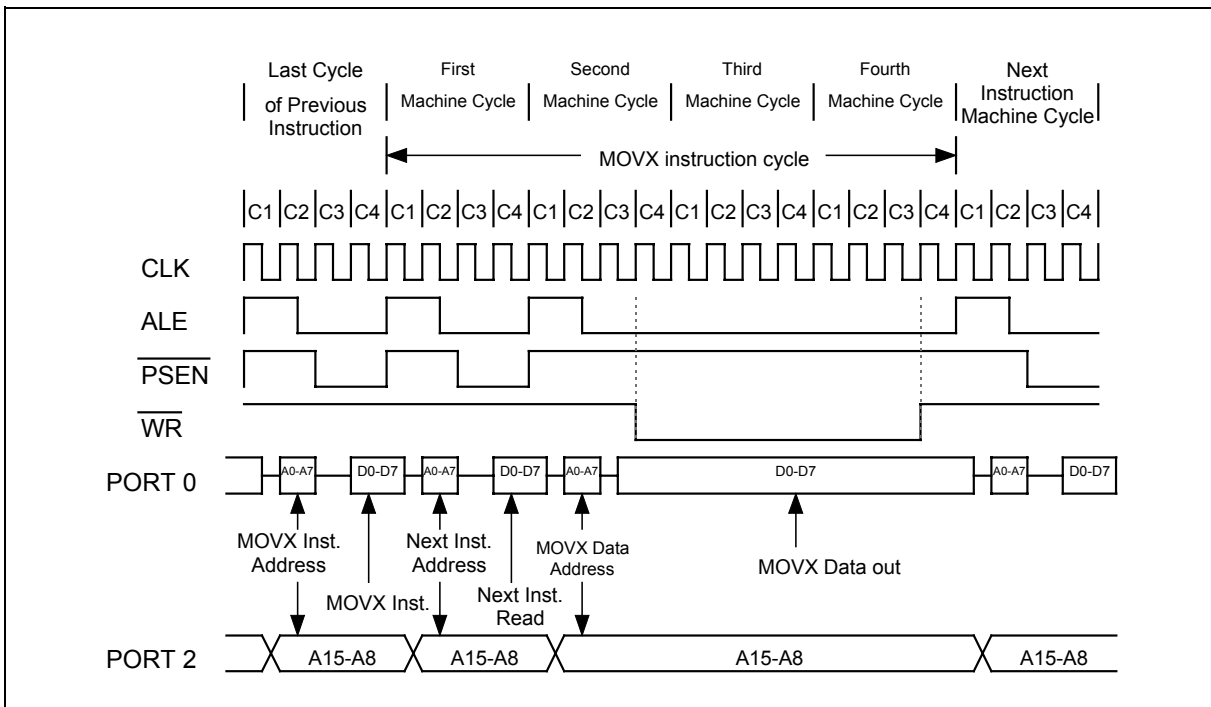 Last Cycle
of Previous
Instruction
First
Machine Cycle
Second
Machine Cycle
Third
Machine Cycle
Fourth
Machine Cycle
Next
Instruction
Machine Cycle
MOVX instruction cycle
C1 C2 C3 C4 C1 C2 C3 C4 C1 C2 C3 C4 C1 C2 C3 C4 C1 C2 C3 C4 C1 C2 C3 C4
CLK
ALE
PSEN
WR
PORT 0
A0-A7 D0-D7 A0-A7 D0-D7 A0-A7 D0-D7 A0-A7 D0-D7
MOVX Inst.
Address
MOVX Inst.
Next Inst.
Address
Next Inst.
Read
MOVX Data
Address
MOVX Data out
PORT 2
A15-A8 A15-A8 A15-A8 A15-A8